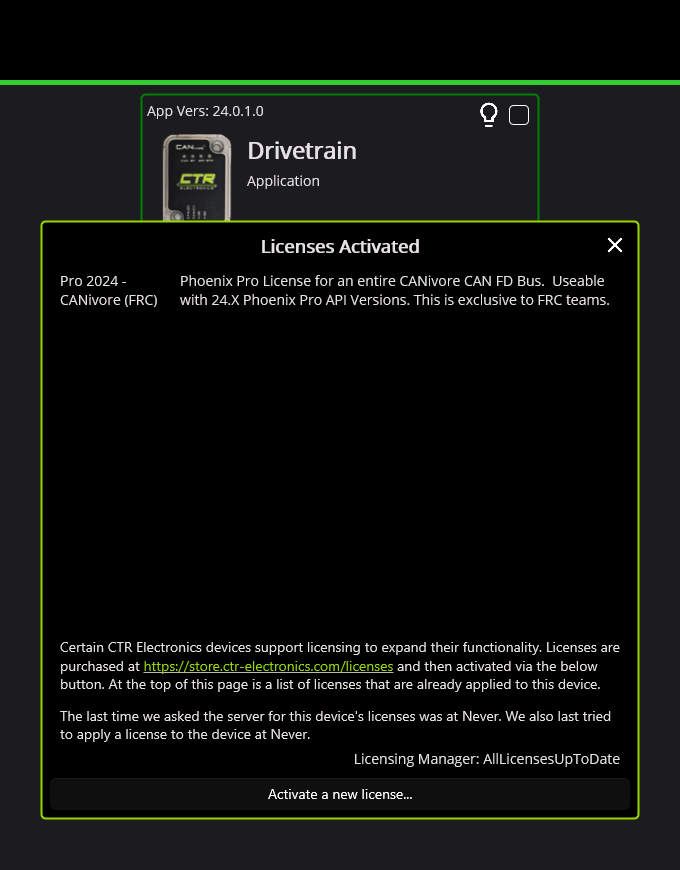 App Vers: 24.0.1.0
Drivetrain
Application
CTR
ELECTRONICS
Licenses Activated
Pro 2024 -
CANivore (FRC)
Phoenix Pro License for an entire CANivore CAN FD Bus.  Useable
with 24.X Phoenix Pro API Versions. This is exclusive to FRC teams.
Certain CTR Electronics devices support licensing to expand their functionality. Licenses are
purchased at https://store.ctr-electronics.com/licenses and then activated via the below
button. At the top of this page is a list of licenses that are already applied to this device.
The last time we asked the server for this device's licenses was at Never. We also last tried
to apply a license to the device at Never.
Licensing Manager: AllLicensesUpToDate
Activate a new license...